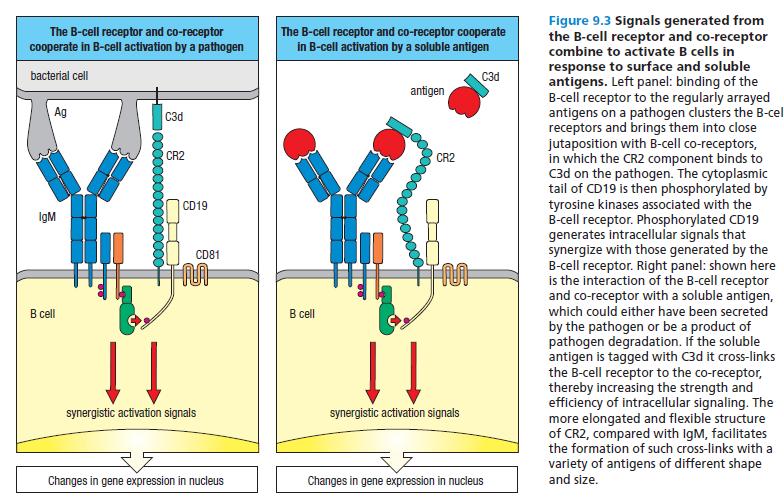 The B-cell receptor and co-receptor
cooperate in B-cell activation by a pathogen
bacterial cell
Ag
C3d
CR2
CD19
IgM
CD81
B cell
synergistic activation signals
Changes in gene expression in nucleus
The B-cell receptor and co-receptor cooperate
in B-cell activation by a soluble antigen
C3d
antigen
CR2
B cell
synergistic activation signals
Changes in gene expression in nucleus
Figure 9.3 Signals generated from
the B-cell receptor and co-receptor
combine to activate B cells in
response to surface and soluble
antigens. Left panel: binding of the
B-cell receptor to the regularly arrayed
antigens on a pathogen clusters the B-cel
receptors and brings them into close
jutaposition with B-cell co-receptors,
in which the CR2 component binds to
C3d on the pathogen. The cytoplasmic
tail of CD19 is then phosphorylated by
tyrosine kinases associated with the
B-cell receptor. Phosphorylated CD19
generates intracellular signals that
synergize with those generated by the
B-cell receptor. Right panel: shown here
is the interaction of the B-cell receptor
and co-receptor with a soluble antigen,
which could either have been secreted
by the pathogen or be a product of
pathogen degradation. If the soluble
antigen is tagged with C3d it cross-links
the B-cell receptor to the co-receptor,
thereby increasing the strength and
efficiency of intracellular signaling. The
more elongated and flexible structure
of CR2, compared with IgM, facilitates
the formation of such cross-links with a
variety of antigens of different shape
and size.